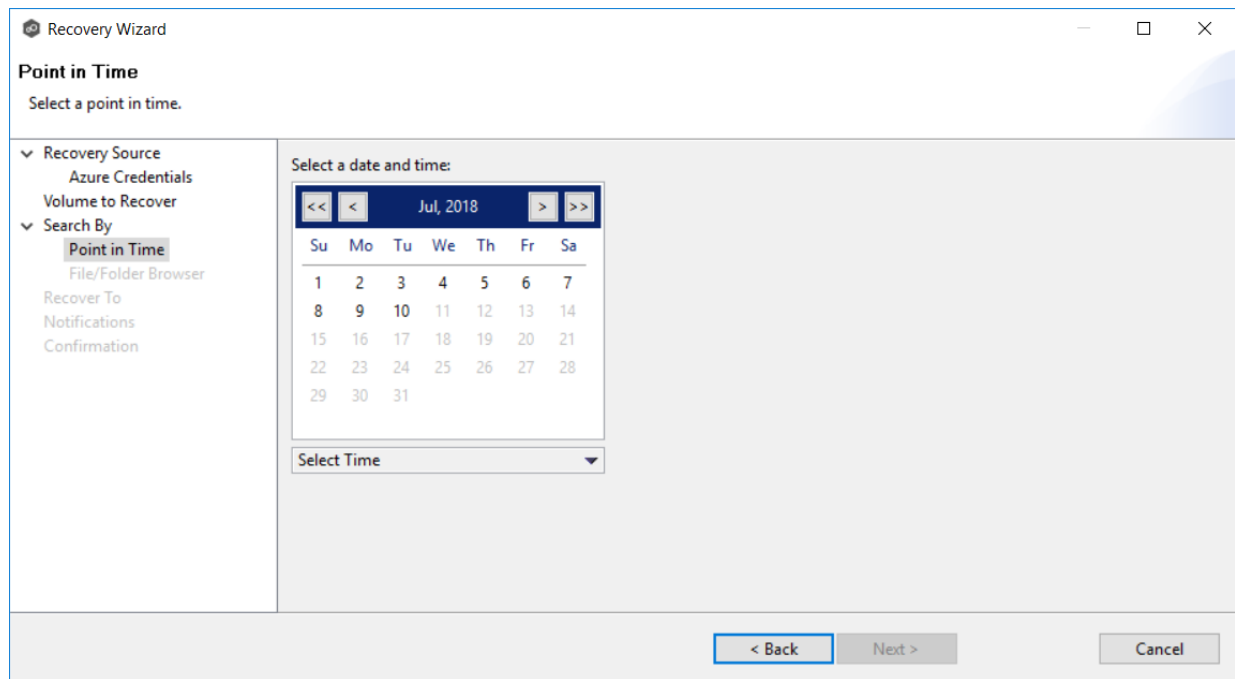 Recovery Wizard
Point in Time
Select a point in time.
Recovery Source
Azure Credentials
Volume to Recover
Search By
Point in Time
File/Folder Browser
Recover To
Notifications
Confirmation
Select a date and time:
<< < Jul, 2018 > >>
Su Mo Tu We Th Fr Sa
1 2 3 4 5 6 7
8 9 10 11 12 13 14
15 16 17 18 19 20 21
22 23 24 25 26 27 28
29 30 31
Select Time
< Back Next > Cancel